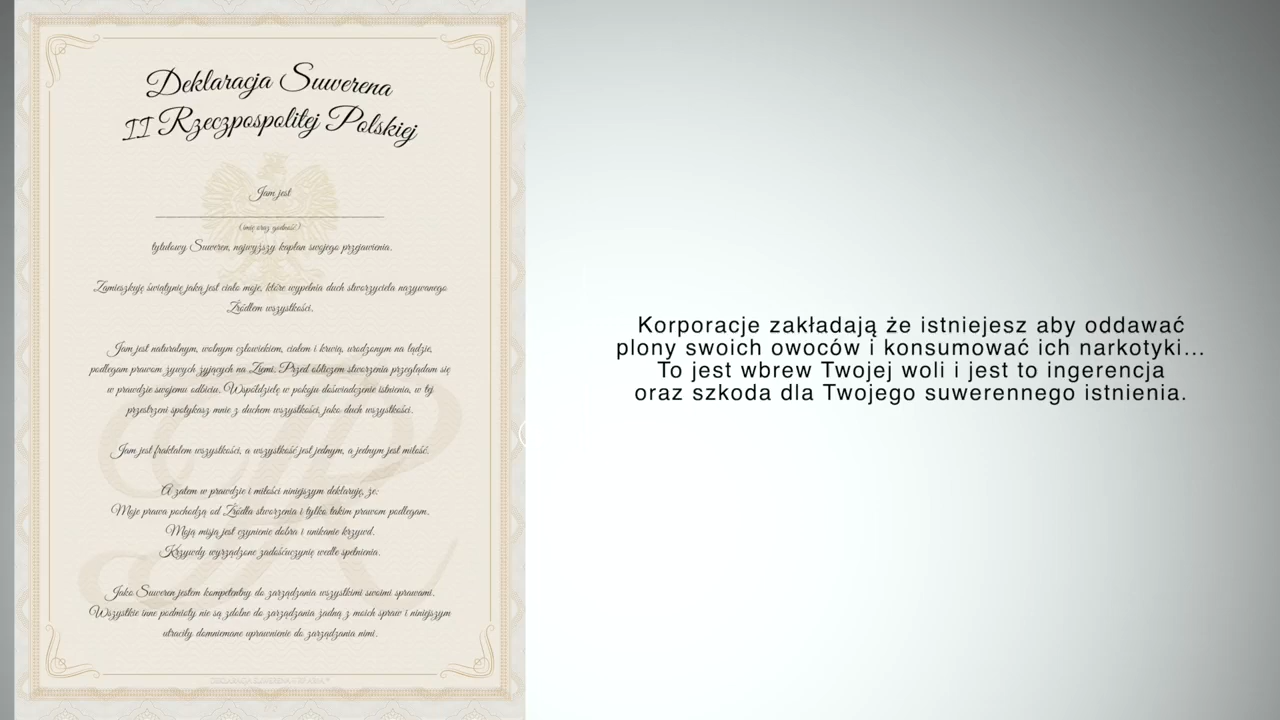 Deklaracja Suwerena
II Rzeczpospolitej Polskiej
Jam jest
(imię oraz godność)
tytułowy Suweren, najwyższy kapłan swojego przejawienia.
Zamieszkuję świątynię jaką jest ciało moje, które wypełnia duch stworzyciela nazywanego
Źródłem wszystkości.
Jam jest naturalnym, wolnym człowiekiem, ciałem i krwią, urodzonym na lądzie,
podlegam prawom żywych żyjących na Ziemi. Przed obliczem stworzenia przeglądam się
w prawdzie swojemu odbiciu. Współdzielę w pokoju doświadczenie istnienia, w tej
przestrzeni spotykasz mnie z duchem wszystkości, jako duch wszystkości.
Jam jest fraktalem wszystkości, a wszystkość jest jednym, a jednym jest miłość.
A zatem w prawdzie i miłości niniejszym deklaruję, że:
Moje prawa pochodzą od Źródła stworzenia i tylko takim prawom podlegam.
Moją misją jest czynienie dobra i unikanie krzywd.
Krzywdy wyrządzone zadośćuczynię wedle spełnienia.
Jako Suweren jestem kompetentny do zarządzania wszystkimi swoimi sprawami.
Wszystkie inne podmioty nie są zdolne do zarządzania żadną z moich spraw i niniejszym
utraciły domniemane uprawnienie do zarządzania nimi.
Korporacje zakładają że istniejesz aby oddawać
plony swoich owoców i konsumować ich narkotyki...
To jest wbrew Twojej woli i jest to ingerencja
oraz szkoda dla Twojego suwerennego istnienia.